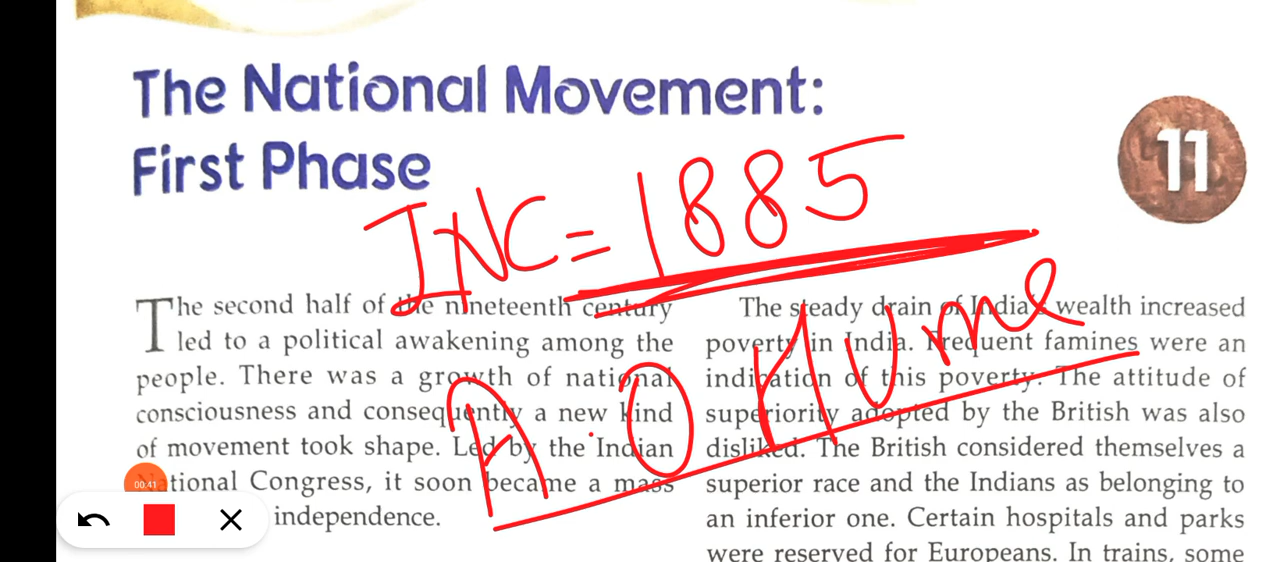 The National Movement:
First Phase
11
INC = 1885
A.O HUme
The second half of the nineteenth century
led to a political awakening among the
people. There was a growth of national
consciousness and consequently a new kind
of movement took shape. Led by the Indian
National Congress, it soon became a mass
independence.
The steady drain of India's wealth increased
poverty in India. Frequent famines were an
indication of this poverty. The attitude of
superiority adopted by the British was also
disliked. The British considered themselves a
superior race and the Indians as belonging to
an inferior one. Certain hospitals and parks
were reserved for Europeans. In trains, some
00:41